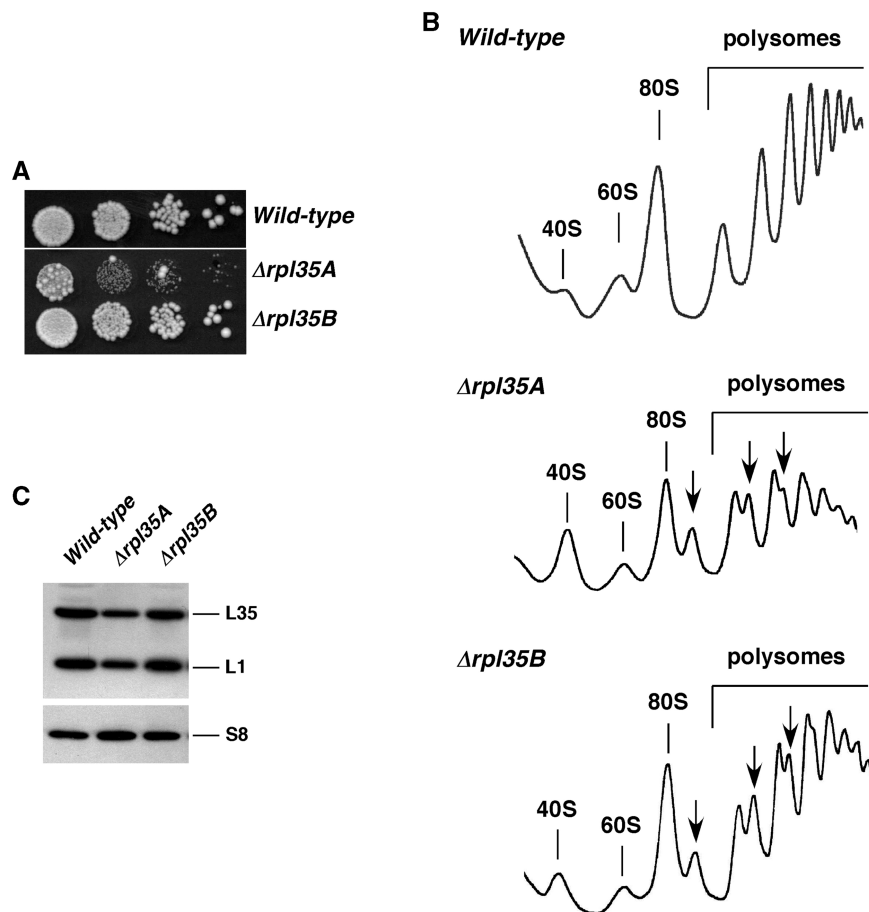 A
Wild-type
Δrpl35A
Δrpl35B
B
Wild-type
polysomes
80S
60S
40S
Δrpl35A
polysomes
80S
40S
60S
Δrpl35B
polysomes
80S
40S
60S
C
Wild-type
Δrpl35A
Δrpl35B
L35
L1
S8